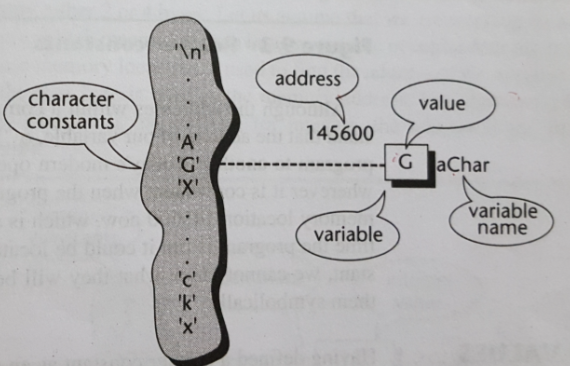 '\n'
.
.
.
'A'
'G'
'X'
'c'
'k'
'x'
character
constants
address
145600
value
G
aChar
variable
variable
name